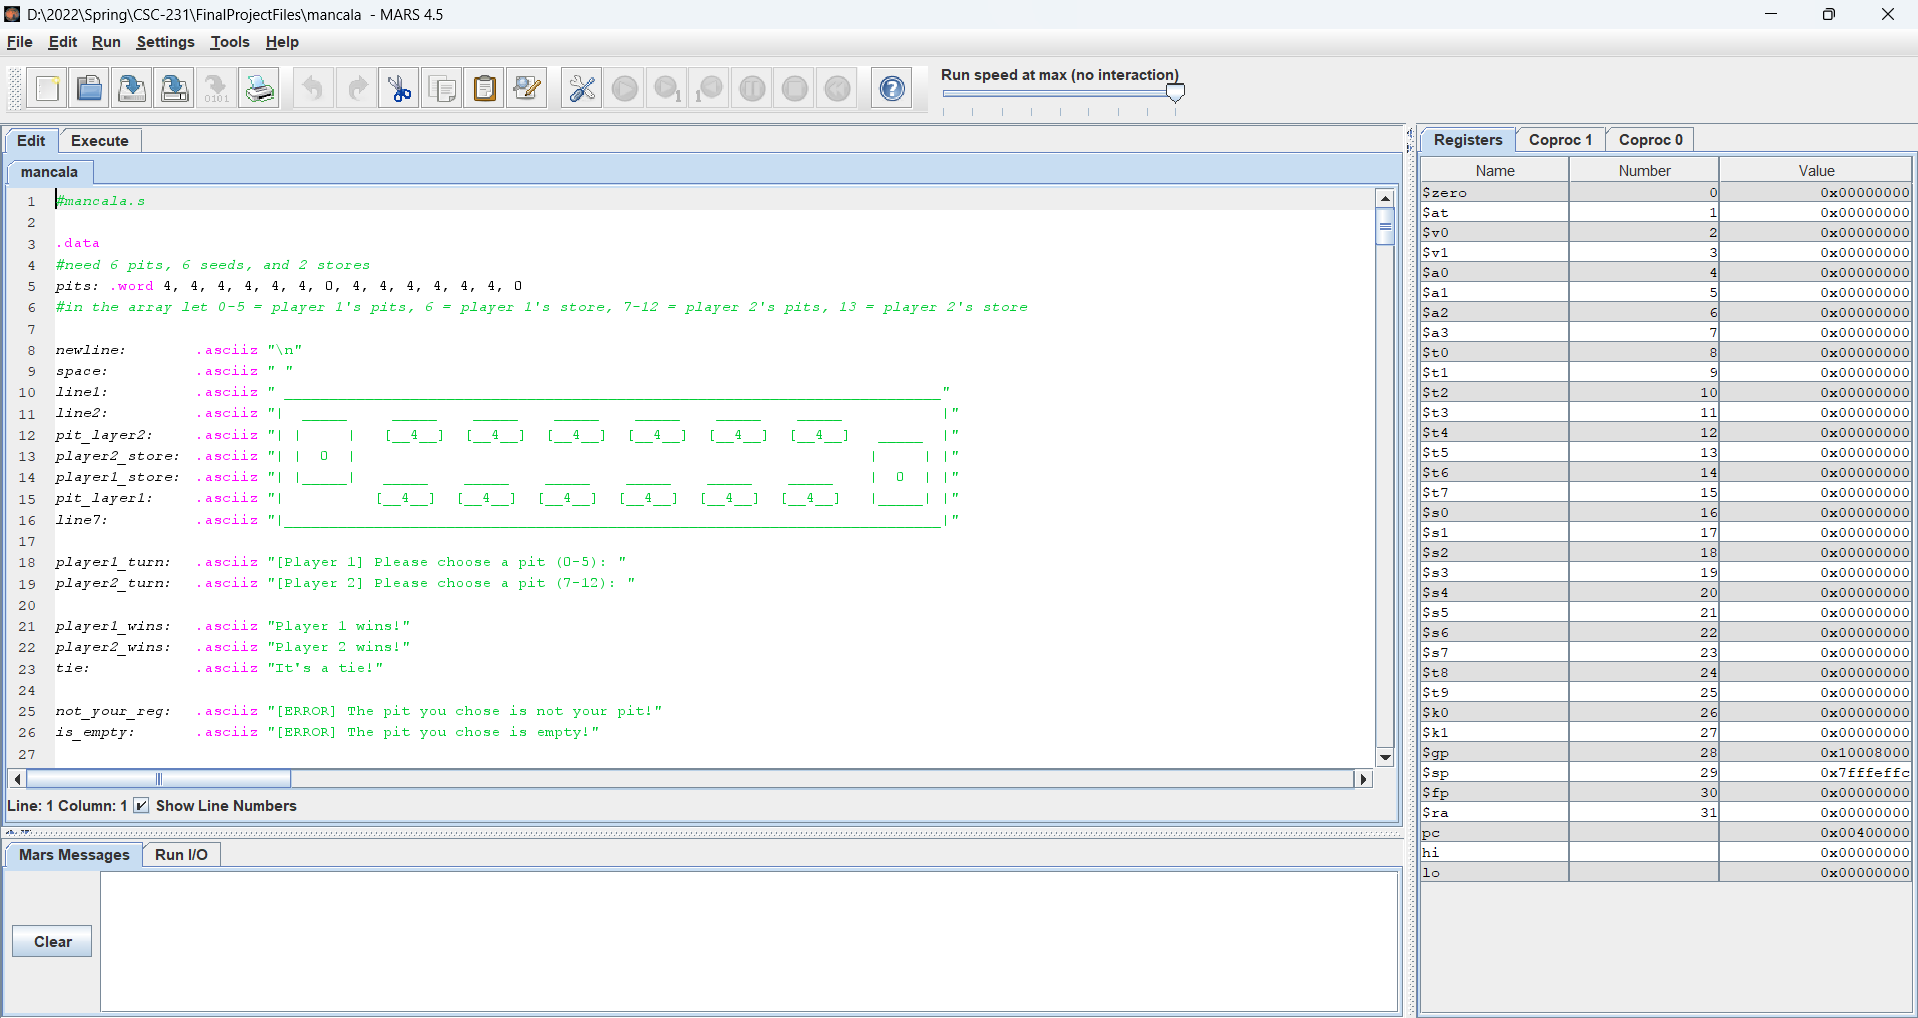 D:\2022\Spring\CSC-231\FinalProjectFiles\mancala - MARS 4.5
File Edit Run Settings Tools Help
Run speed at max (no interaction)
Edit Execute
mancala
1 #mancala.s
2
3 .data
4 #need 6 pits, 6 seeds, and 2 stores
5 pits: .word 4, 4, 4, 4, 4, 4, 0, 4, 4, 4, 4, 4, 4, 0
6 #in the array let 0-5 = player 1's pits, 6 = player 1's store, 7-12 = player 2's pits, 13 = player 2's store
7
8 newline: .asciiz "\n"
9 space: .asciiz " "
10 line1: .asciiz " _________________________________________________________________________ "
11 line2: .asciiz "|  _____     _____    _____    _____    _____    _____    _____            |"
12 pit_layer2: .asciiz "| |     |   [__4__]  [__4__]  [__4__]  [__4__]  [__4__]  [__4__]   _____  |"
13 player2_store: .asciiz "| |  0  |                                                         |     | |"
14 player1_store: .asciiz "| |_____|   _____    _____    _____    _____    _____    _____    |  0  | |"
15 pit_layer1: .asciiz "|          [__4__]  [__4__]  [__4__]  [__4__]  [__4__]  [__4__]   |_____| |"
16 line7: .asciiz "|_________________________________________________________________________|"
17
18 player1_turn: .asciiz "[Player 1] Please choose a pit (0-5): "
19 player2_turn: .asciiz "[Player 2] Please choose a pit (7-12): "
20
21 player1_wins: .asciiz "Player 1 wins!"
22 player2_wins: .asciiz "Player 2 wins!"
23 tie: .asciiz "It's a tie!"
24
25 not_your_reg: .asciiz "[ERROR] The pit you chose is not your pit!"
26 is_empty: .asciiz "[ERROR] The pit you chose is empty!"
27
Line: 1 Column: 1 Show Line Numbers
Mars Messages Run I/O
Clear
Registers Coproc 1 Coproc 0
Name Number Value
$zero 0 0x00000000
$at 1 0x00000000
$v0 2 0x00000000
$v1 3 0x00000000
$a0 4 0x00000000
$a1 5 0x00000000
$a2 6 0x00000000
$a3 7 0x00000000
$t0 8 0x00000000
$t1 9 0x00000000
$t2 10 0x00000000
$t3 11 0x00000000
$t4 12 0x00000000
$t5 13 0x00000000
$t6 14 0x00000000
$t7 15 0x00000000
$s0 16 0x00000000
$s1 17 0x00000000
$s2 18 0x00000000
$s3 19 0x00000000
$s4 20 0x00000000
$s5 21 0x00000000
$s6 22 0x00000000
$s7 23 0x00000000
$t8 24 0x00000000
$t9 25 0x00000000
$k0 26 0x00000000
$k1 27 0x00000000
$gp 28 0x10008000
$sp 29 0x7fffeffc
$fp 30 0x00000000
$ra 31 0x00000000
pc 0x00400000
hi 0x00000000
lo 0x00000000